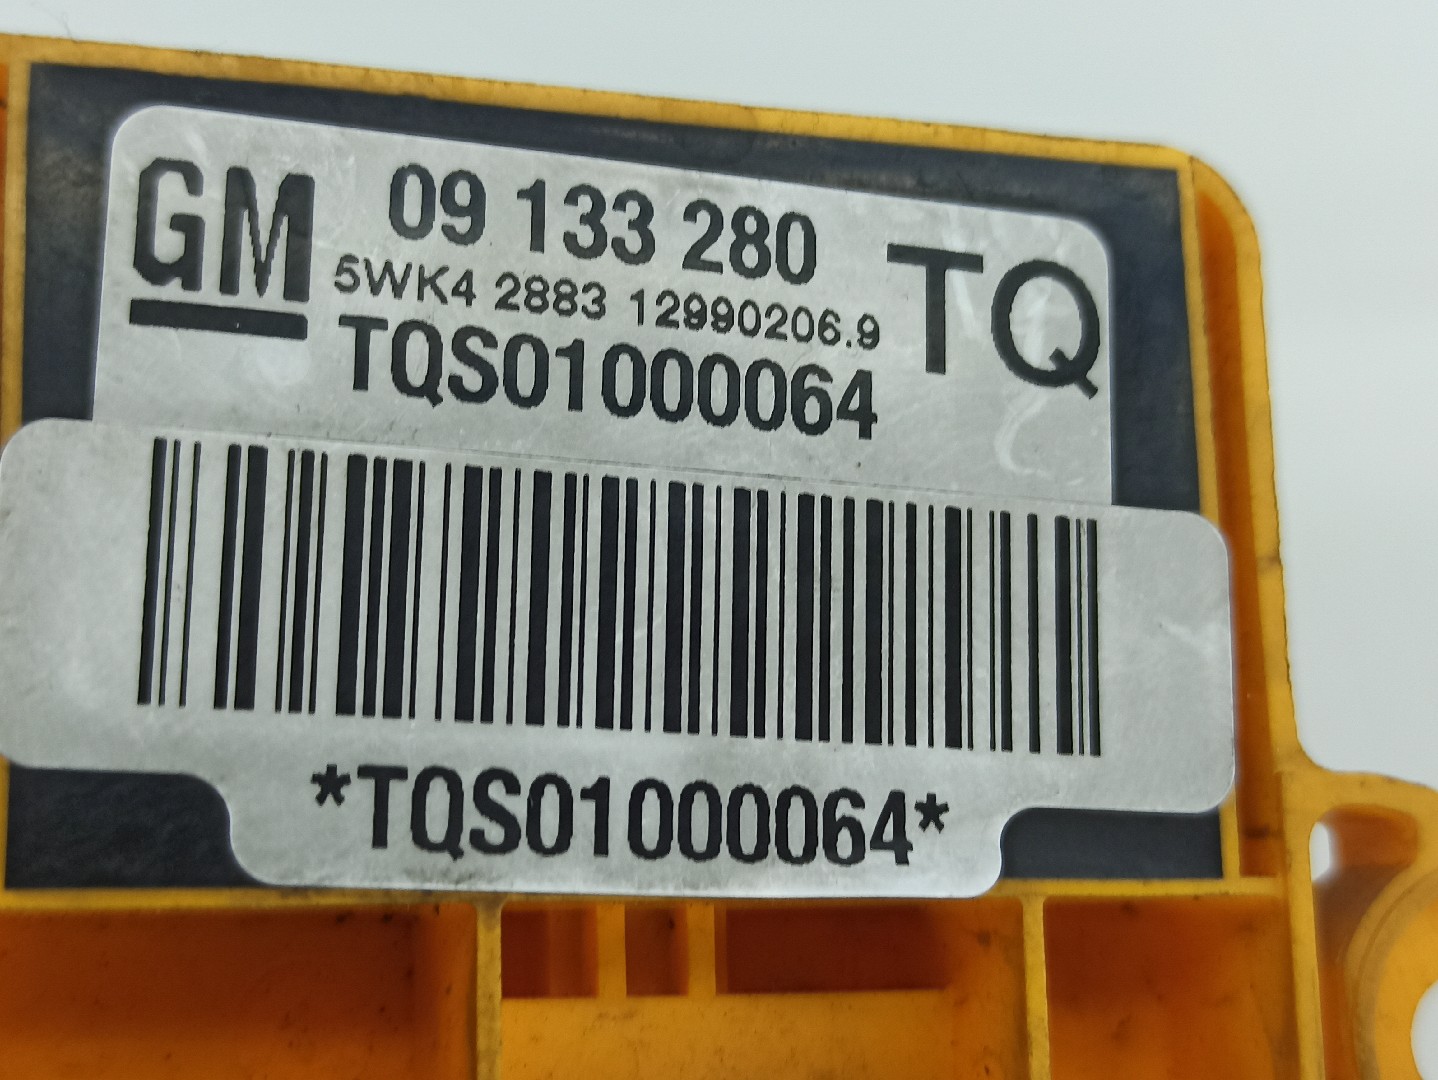 GM 09 133 280 TQ
5WK4 2883 12990206.9
TQS01000064
*TQS01000064*